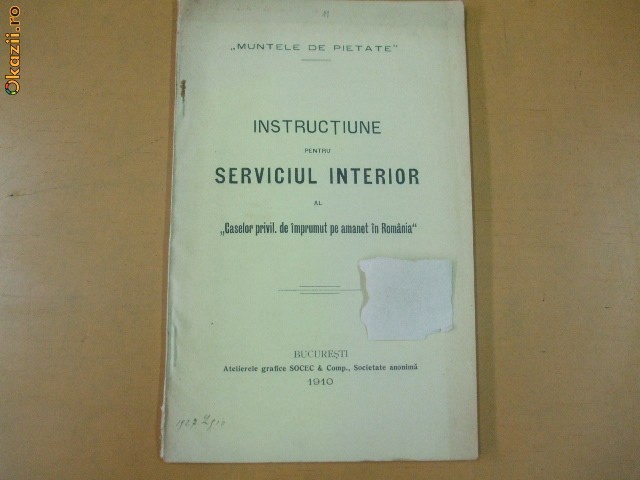 Okazii.ro
„MUNTELE DE PIETATE“
INSTRUCȚIUNE
PENTRU
SERVICIUL INTERIOR
AL
„Caselor privil. de împrumut pe amanet în România“
BUCUREȘTI
Atelierele grafice SOCEC & Comp., Societate anonimă
1910